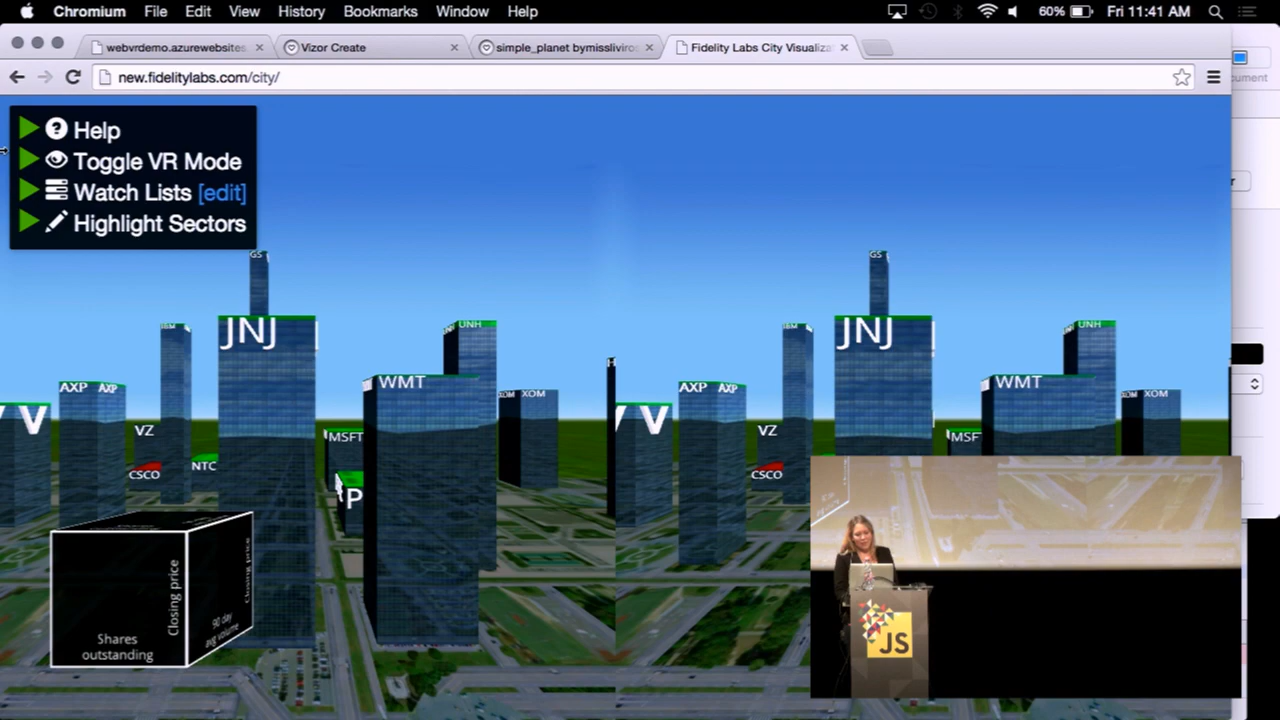 Chromium File Edit View History Bookmarks Window Help 60% Fri 11:41 AM
webvrdemo.azurewebsites. Vizor Create simple_planet bymissliviro Fidelity Labs City Visualiza
new.fidelitylabs.com/city/
Help
Toggle VR Mode
Watch Lists [edit]
Highlight Sectors
GS GS
JNJ JNJ
IBM UNH IBM UNH
AXP AXP WMT AXP AXP WMT
XOM XOM XOM XOM
V V
VZ MSFT VZ MSF
CSCO NTC CSCO
P
Closing price
Closing price
90 day
avg volume
Shares
outstanding
JS